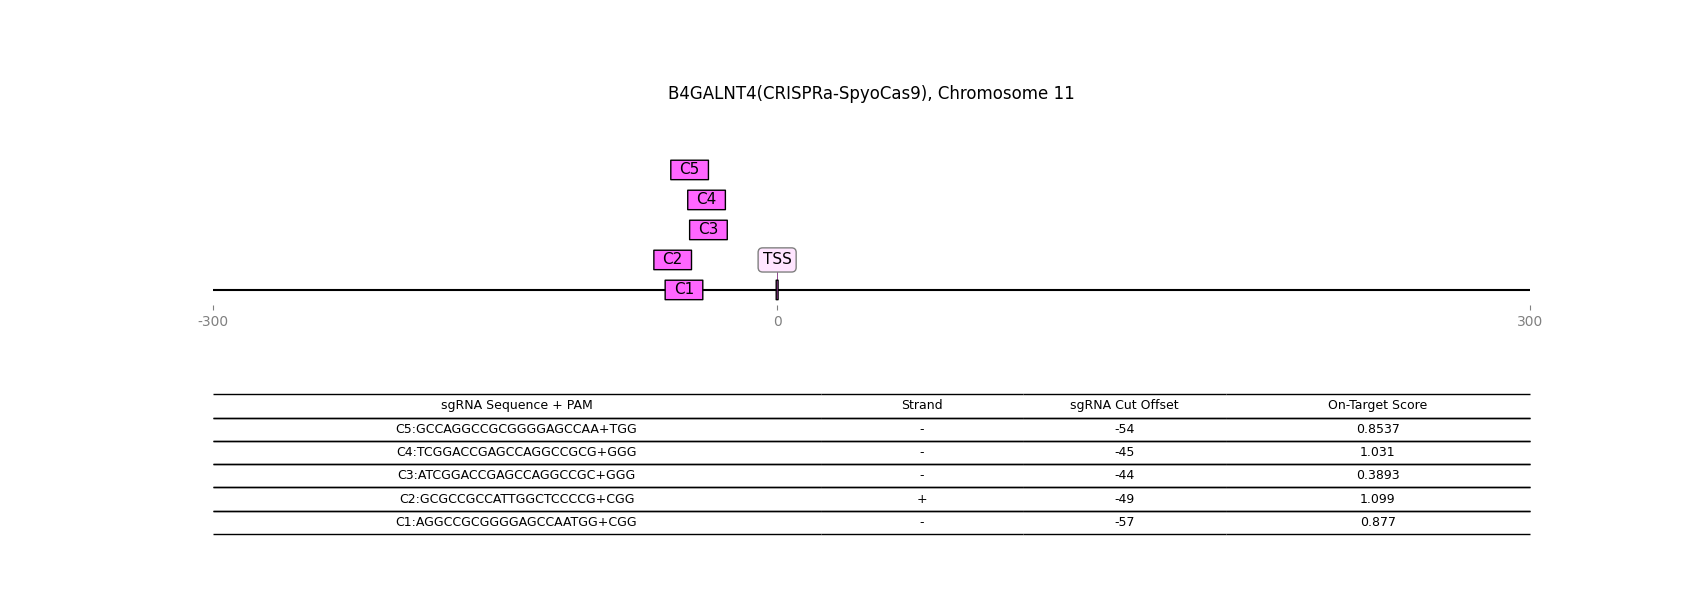 B4GALNT4(CRISPRa-SpyoCas9), Chromosome 11
C5
C4
C3
C2 TSS
C1
-300 0 300
sgRNA Sequence + PAM Strand sgRNA Cut Offset On-Target Score
C5:GCCAGGCCGCGGGGAGCCAA+TGG - -54 0.8537
C4:TCGGACCGAGCCAGGCCGCG+GGG - -45 1.031
C3:ATCGGACCGAGCCAGGCCGC+GGG - -44 0.3893
C2:GCGCCGCCATTGGCTCCCCG+CGG + -49 1.099
C1:AGGCCGCGGGGAGCCAATGG+CGG - -57 0.877